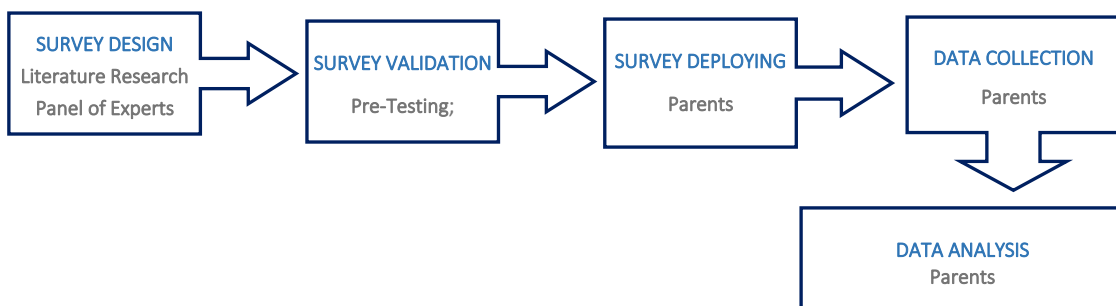 SURVEY DESIGN
Literature Research
Panel of Experts
SURVEY VALIDATION
Pre-Testing;
SURVEY DEPLOYING
Parents
DATA COLLECTION
Parents
DATA ANALYSIS
Parents